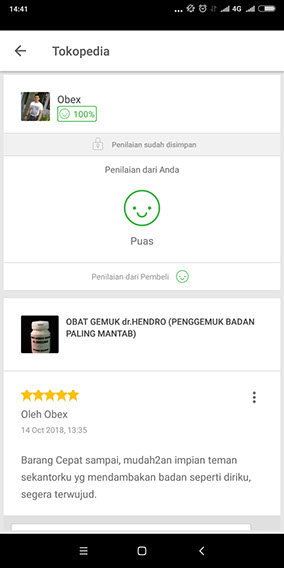 14:41
... 4G
Tokopedia
Obex
100%
Penilaian sudah disimpan
Penilaian dari Anda
Puas
Penilaian dari Pembeli
OBAT GEMUK dr.HENDRO (PENGGEMUK BADAN
PALING MANTAB)
Oleh Obex
14 Oct 2018, 13:35
Barang Cepat sampai, mudah2an impian teman
sekantorku yg mendambakan badan seperti diriku,
segera terwujud.